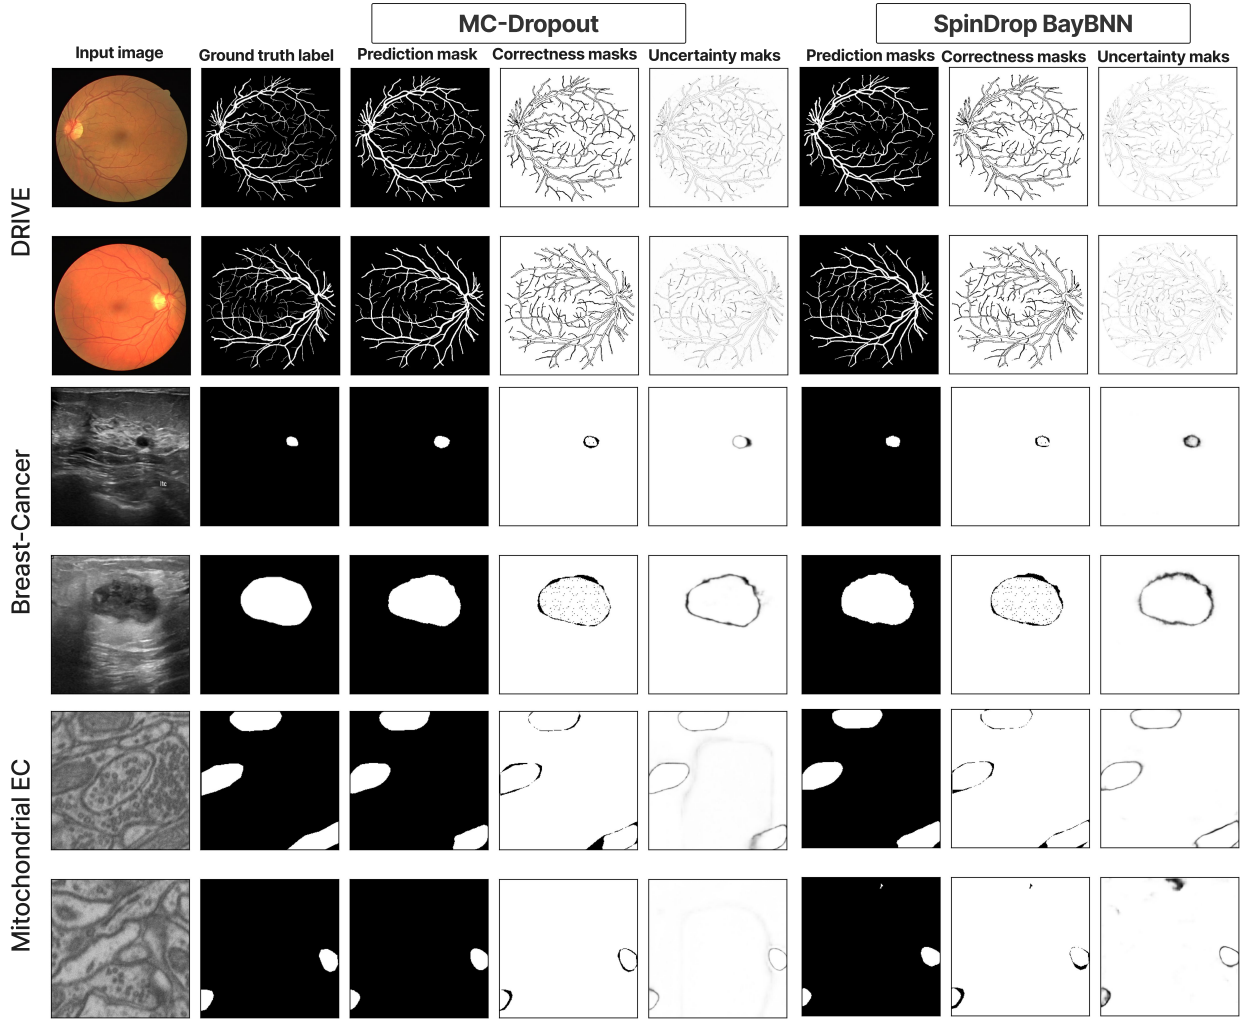 MC-Dropout
SpinDrop BayBNN
Input image
Ground truth label
Prediction mask
Correctness masks
Uncertainty maks
Prediction masks
Correctness masks
Uncertainty maks
DRIVE
Breast-Cancer
Mitochondrial EC